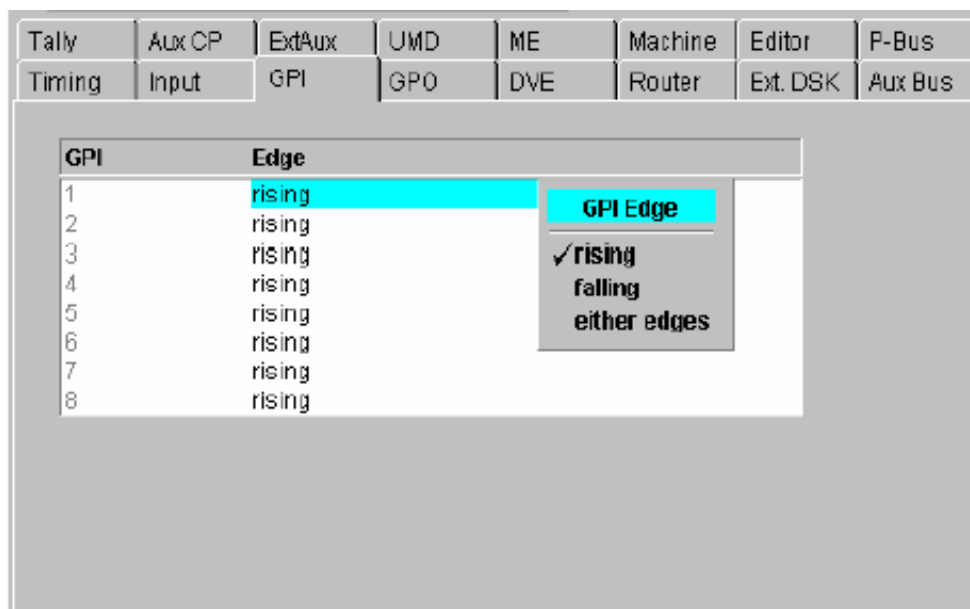 Tally Aux CP ExtAux UMD ME Machine Editor P-Bus
Timing Input GPI GPO DVE Router Ext. DSK Aux Bus
GPI Edge
1 rising
2 rising
3 rising
4 rising
5 rising
6 rising
7 rising
8 rising
GPI Edge
✓rising
falling
either edges